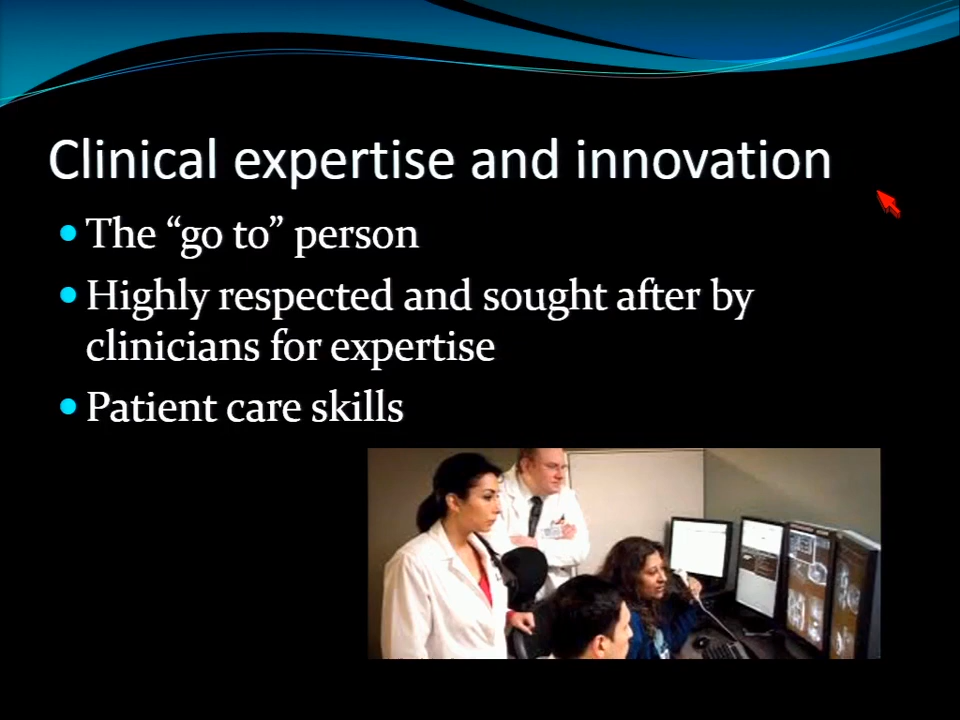 Clinical expertise and innovation
The “go to” person
Highly respected and sought after by
clinicians for expertise
Patient care skills